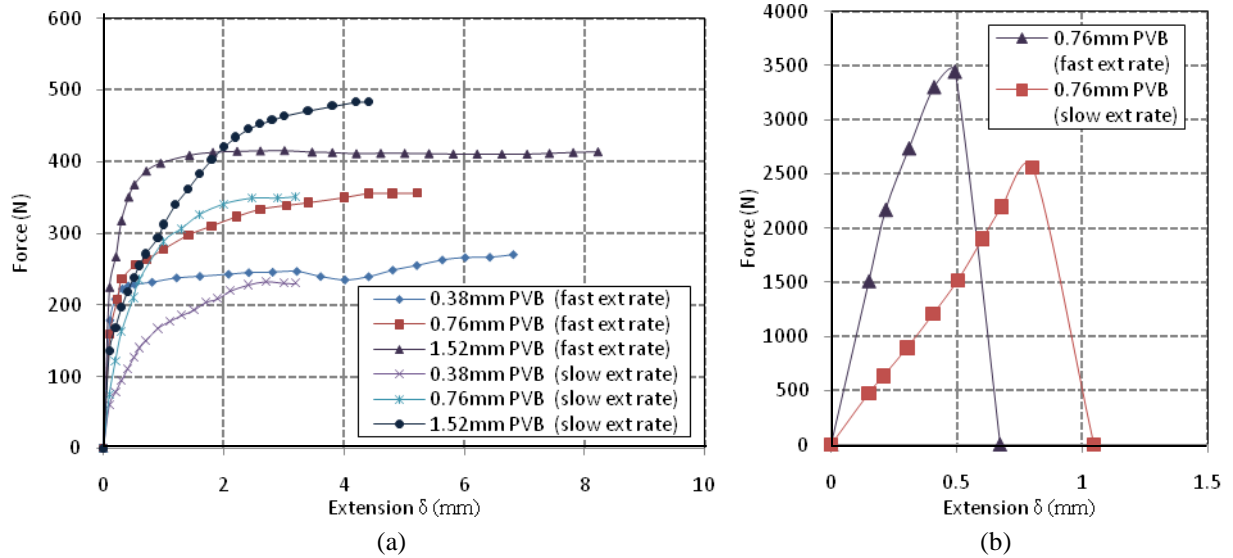 600
500
400
300
200
100
0
Force (N)
0.38mm PVB (fast ext rate)
0.76mm PVB (fast ext rate)
1.52mm PVB (fast ext rate)
0.38mm PVB (slow ext rate)
0.76mm PVB (slow ext rate)
1.52mm PVB (slow ext rate)
0 2 4 6 8 10
Extension δ (mm)
(a)
4000
3500
3000
2500
2000
1500
1000
500
0
Force (N)
0.76mm PVB
(fast ext rate)
0.76mm PVB
(slow ext rate)
0 0.5 1 1.5
Extension δ (mm)
(b)